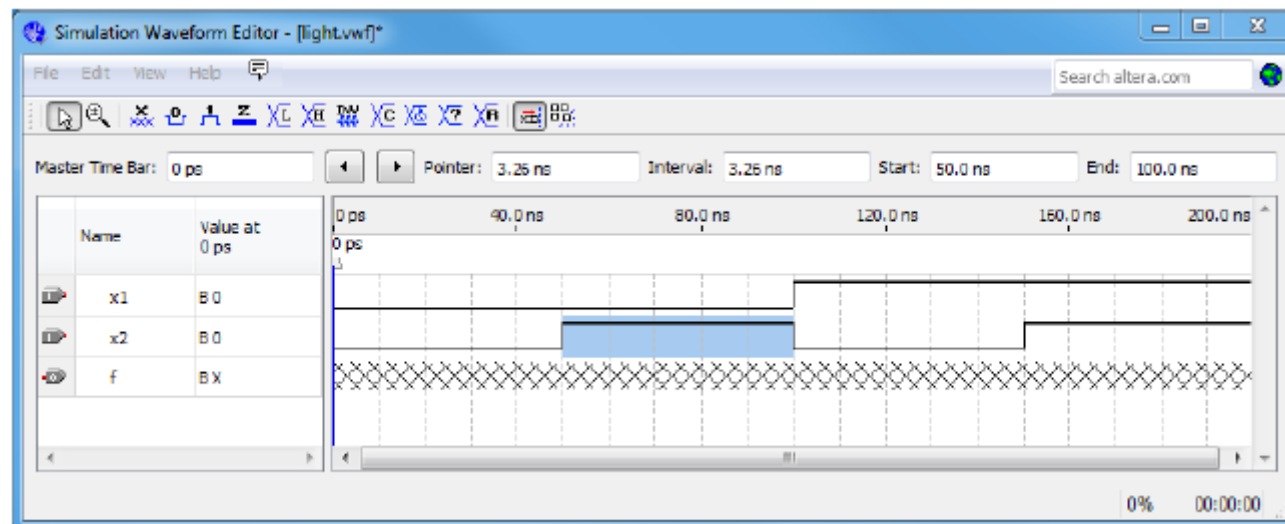 Simulation Waveform Editor - [light.vwf]*
File Edit View Help
Search altera.com
Master Time Bar: 0 ps Pointer: 3.26 ns Interval: 3.26 ns Start: 50.0 ns End: 100.0 ns
Name Value at 0 ps
0 ps 40.0 ns 80.0 ns 120.0 ns 160.0 ns 200.0 ns
0 ps
x1 B 0
x2 B 0
f B X
0% 00:00:00